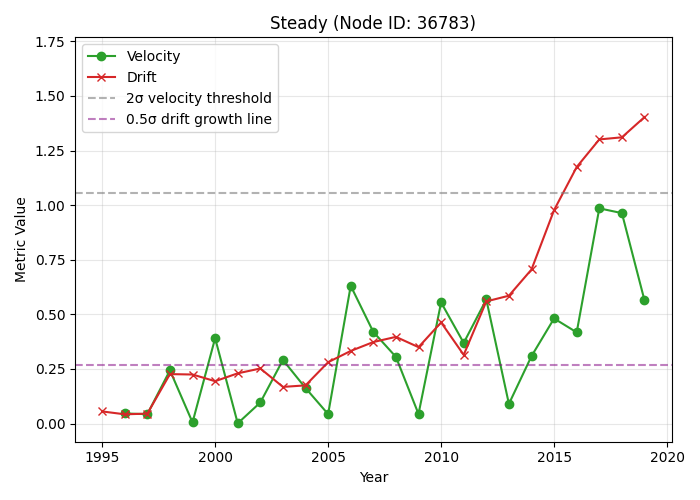 Steady (Node ID: 36783)
Velocity
Drift
2σ velocity threshold
0.5σ drift growth line
Metric Value
1.75
1.50
1.25
1.00
0.75
0.50
0.25
0.00
1995 2000 2005 2010 2015 2020
Year